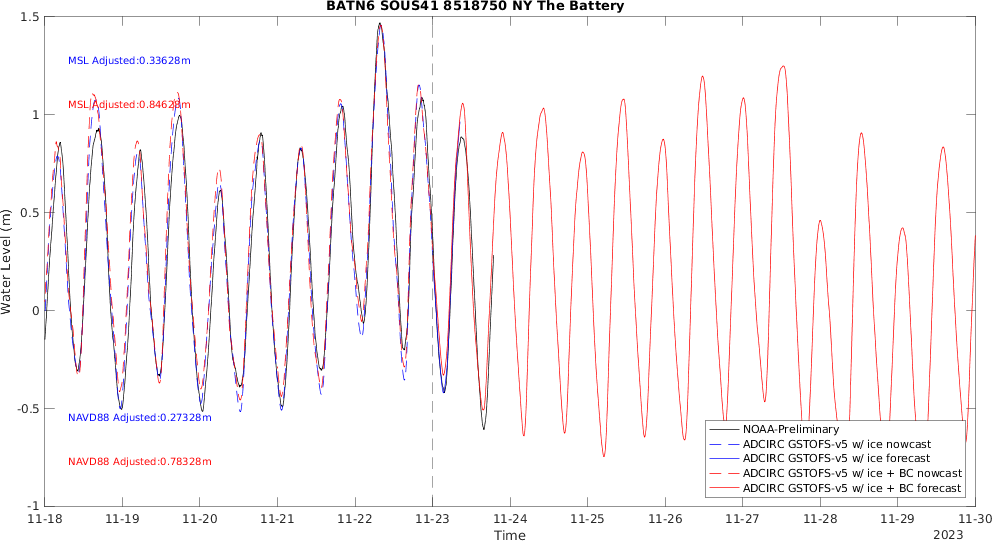 BATN6 SOUS41 8518750 NY The Battery
1.5
MSL Adjusted:0.33628m
MSL Adjusted:0.84628m
1
0.5
Water Level (m)
0
-0.5
NAVD88 Adjusted:0.27328m
NAVD88 Adjusted:0.78328m
NOAA-Preliminary
ADCIRC GSTOFS-v5 w/ ice nowcast
ADCIRC GSTOFS-v5 w/ ice forecast
ADCIRC GSTOFS-v5 w/ ice + BC nowcast
ADCIRC GSTOFS-v5 w/ ice + BC forecast
-1
11-18 11-19 11-20 11-21 11-22 11-23 11-24 11-25 11-26 11-27 11-28 11-29 11-30
Time
2023